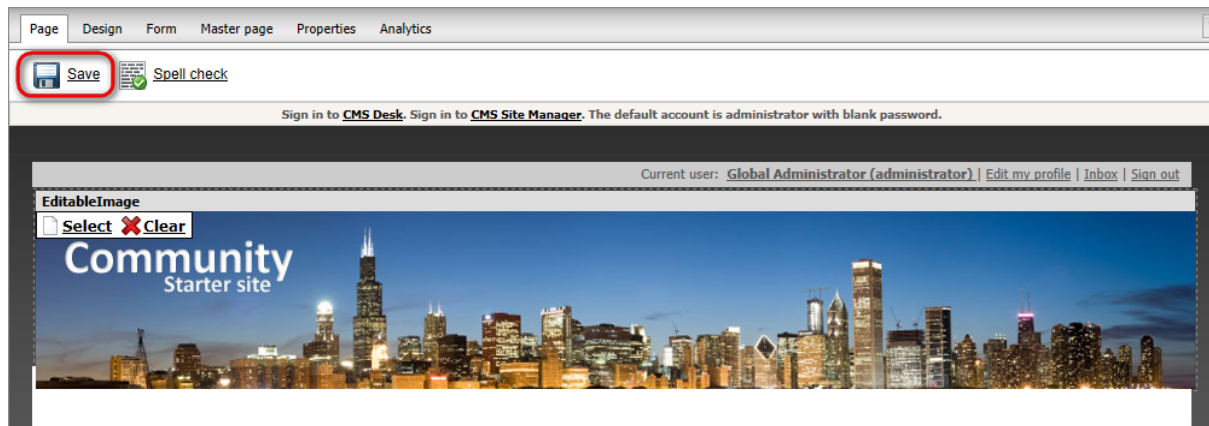 Page Design Form Master page Properties Analytics
Save Spell check
Sign in to CMS Desk. Sign in to CMS Site Manager. The default account is administrator with blank password.
Current user: Global Administrator (administrator) | Edit my profile | Inbox | Sign out
EditableImage
Select Clear
Community
Starter site